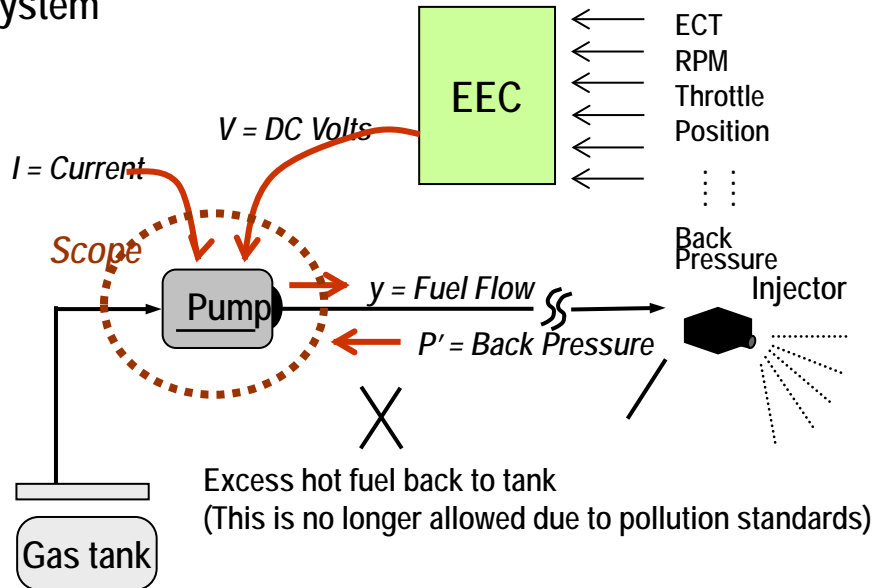 ystem
EEC
ECT
RPM
Throttle
Position
V = DC Volts
I = Current
Scope
Back
Pressure
Injector
Pump
y = Fuel Flow
P' = Back Pressure
Excess hot fuel back to tank
(This is no longer allowed due to pollution standards)
Gas tank